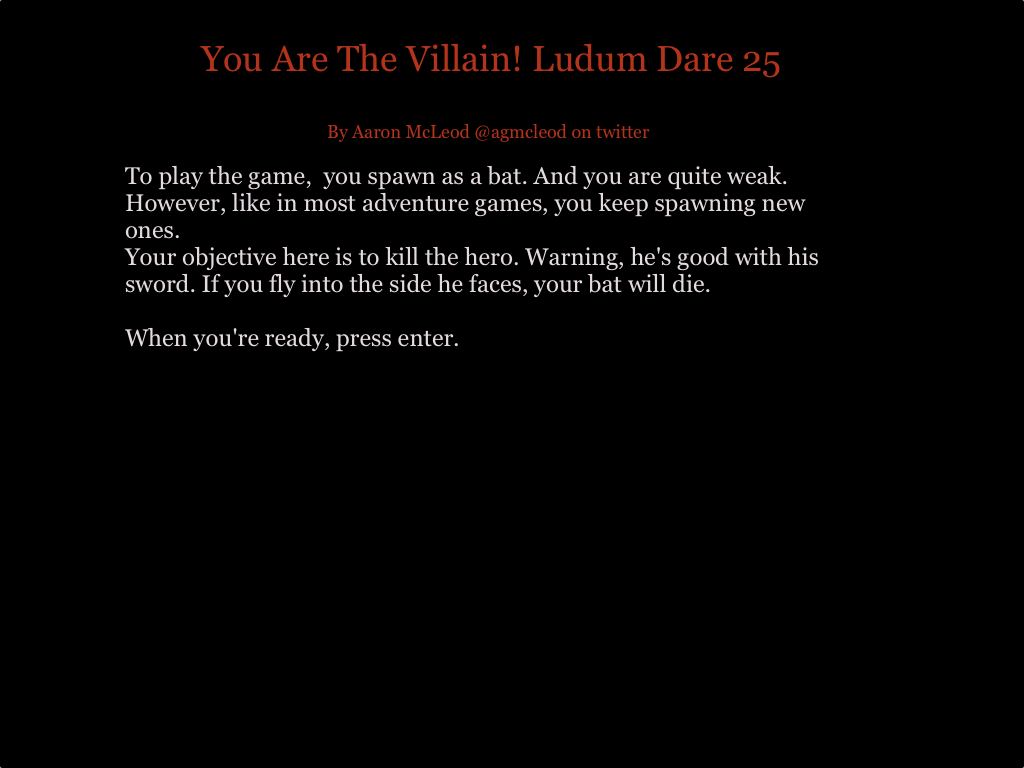 You Are The Villain! Ludum Dare 25
By Aaron McLeod @agmcleod on twitter
To play the game,  you spawn as a bat. And you are quite weak.
However, like in most adventure games, you keep spawning new
ones.
Your objective here is to kill the hero. Warning, he's good with his
sword. If you fly into the side he faces, your bat will die.
When you're ready, press enter.